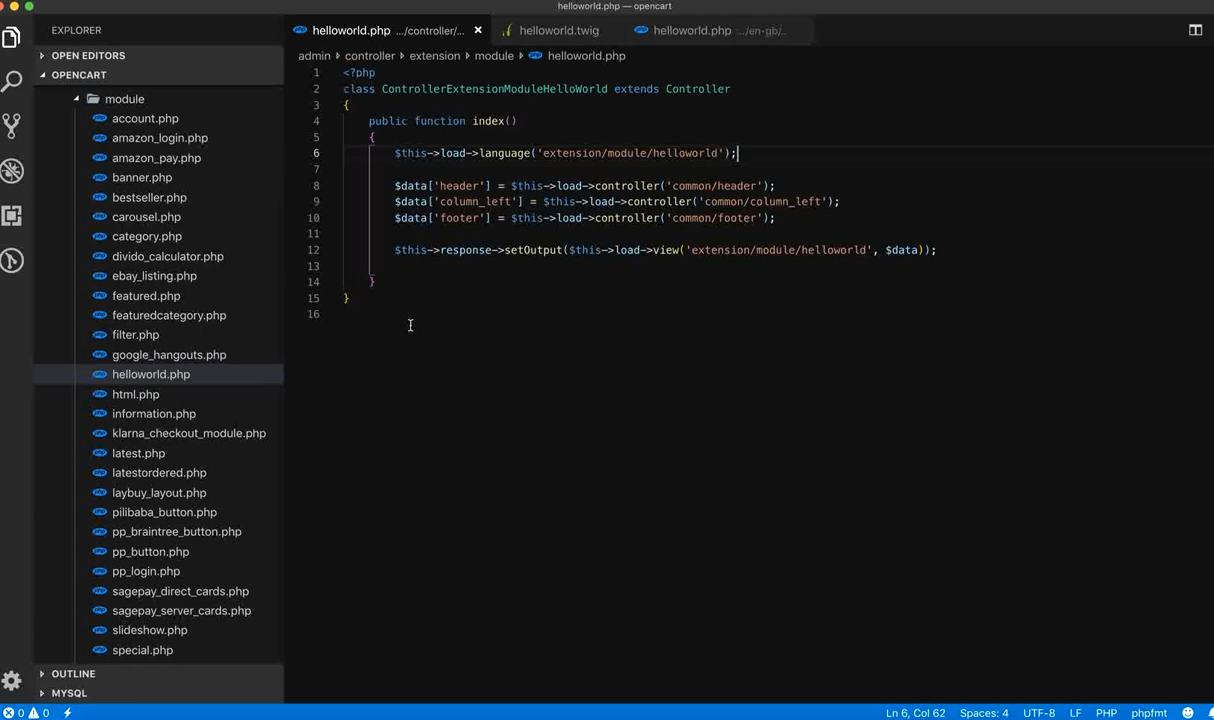 helloworld.php — opencart
EXPLORER
OPEN EDITORS
OPENCART
module
account.php
amazon_login.php
amazon_pay.php
banner.php
bestseller.php
carousel.php
category.php
divido_calculator.php
ebay_listing.php
featured.php
featuredcategory.php
filter.php
google_hangouts.php
helloworld.php
html.php
information.php
klarna_checkout_module.php
latest.php
latestordered.php
laybuy_layout.php
pilibaba_button.php
pp_braintree_button.php
pp_button.php
pp_login.php
sagepay_direct_cards.php
sagepay_server_cards.php
slideshow.php
special.php
OUTLINE
MYSQL
helloworld.php .../controller/... × helloworld.twig helloworld.php .../en-gb/...
admin › controller › extension › module › helloworld.php
1 <?php
2 class ControllerExtensionModuleHelloWorld extends Controller
3 {
4 public function index()
5 {
6 $this->load->language('extension/module/helloworld');
7
8 $data['header'] = $this->load->controller('common/header');
9 $data['column_left'] = $this->load->controller('common/column_left');
10 $data['footer'] = $this->load->controller('common/footer');
11
12 $this->response->setOutput($this->load->view('extension/module/helloworld', $data));
13
14 }
15 }
16
0 0 Ln 6, Col 62 Spaces: 4 UTF-8 LF PHP phpfmt